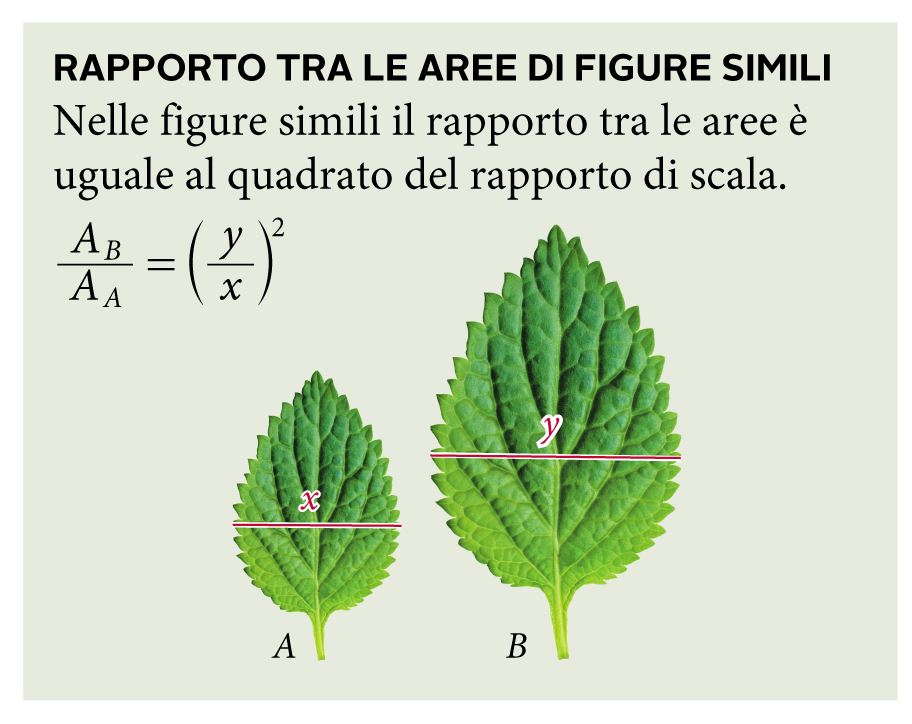 RAPPORTO TRA LE AREE DI FIGURE SIMILI
Nelle figure simili il rapporto tra le aree è
uguale al quadrato del rapporto di scala.
A_B / A_A = (y / x)^2
y
x
A
B